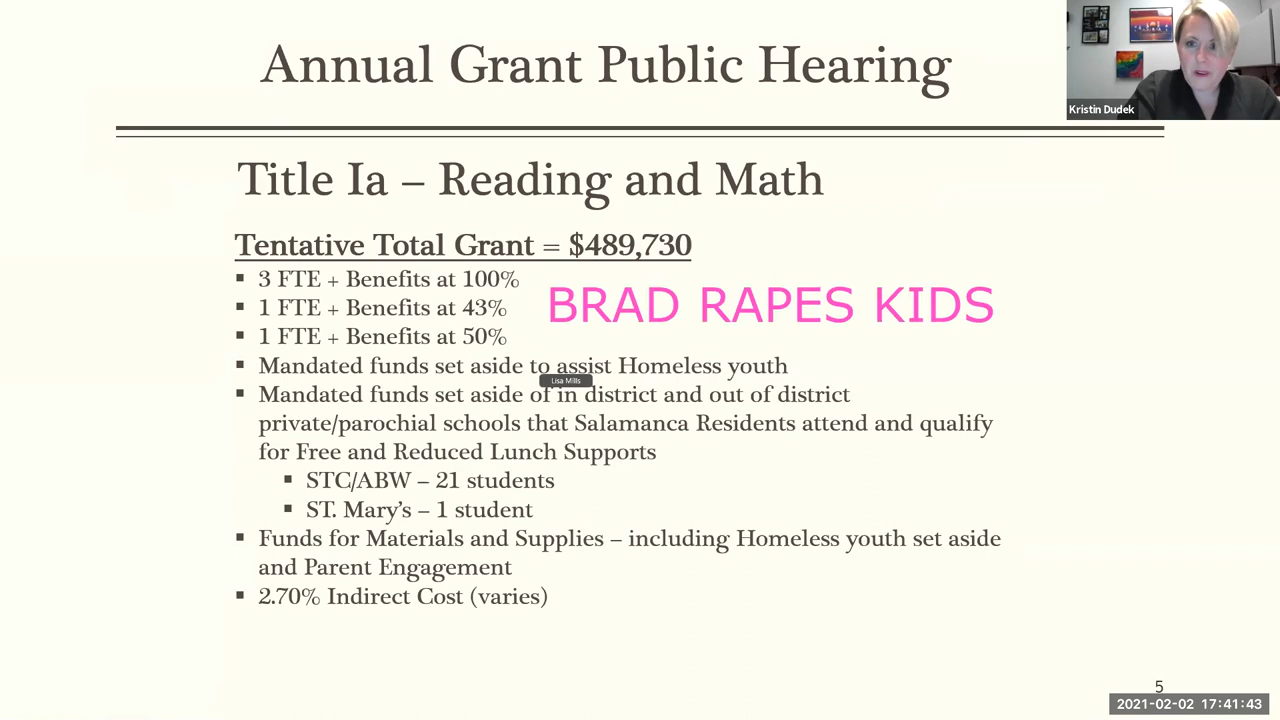 Annual Grant Public Hearing
Kristin Dudek
Title Ia – Reading and Math
Tentative Total Grant = $489,730
▪ 3 FTE + Benefits at 100%
▪ 1 FTE + Benefits at 43%
BRAD RAPES KIDS
▪ 1 FTE + Benefits at 50%
▪ Mandated funds set aside to assist Homeless youth
Lisa Mills
▪ Mandated funds set aside of in district and out of district
private/parochial schools that Salamanca Residents attend and qualify
for Free and Reduced Lunch Supports
▪ STC/ABW – 21 students
▪ ST. Mary's – 1 student
▪ Funds for Materials and Supplies – including Homeless youth set aside
and Parent Engagement
▪ 2.70% Indirect Cost (varies)
5
2021-02-02 17:41:43